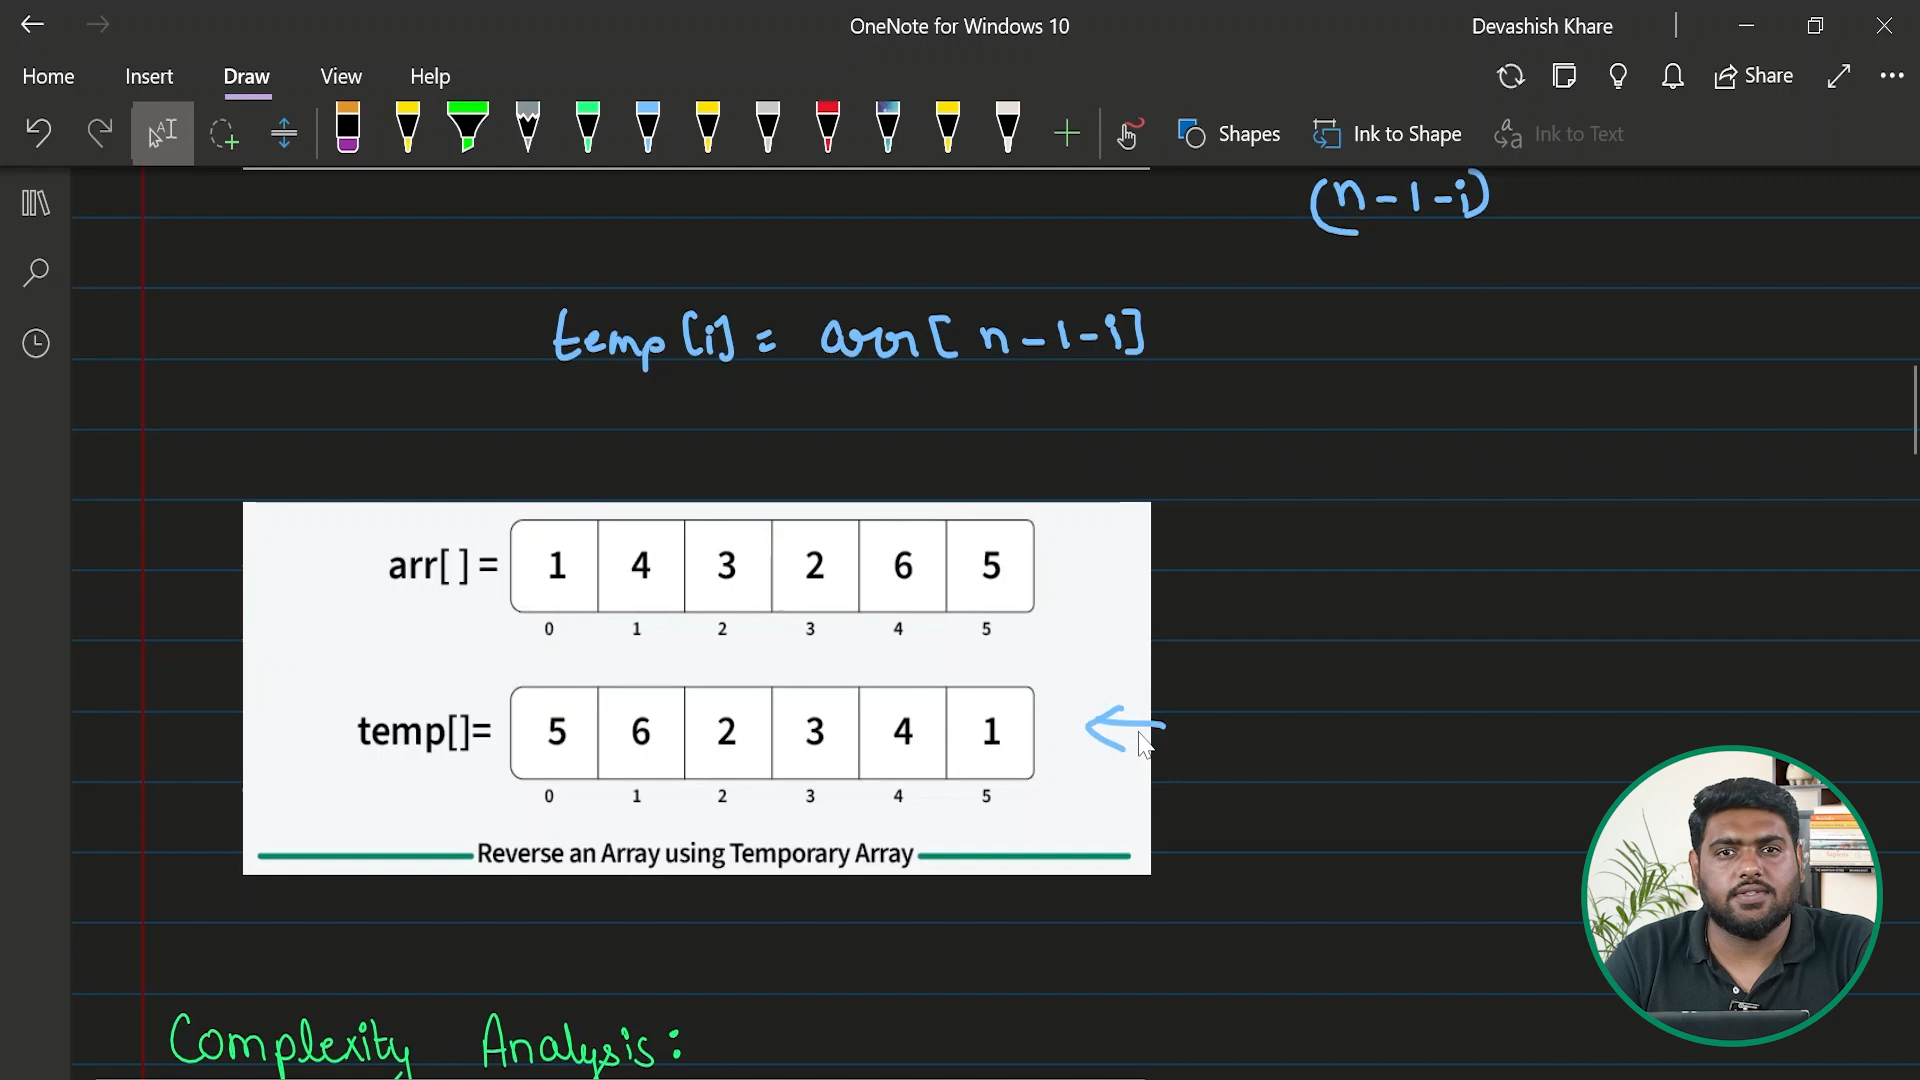 OneNote for Windows 10
Devashish Khare
Home Insert Draw View Help
Share
Shapes Ink to Shape Ink to Text
(n-1-i)
temp[i] = arr[ n-1-i]
arr[ ] = 1 4 3 2 6 5
0 1 2 3 4 5
temp[]= 5 6 2 3 4 1
0 1 2 3 4 5
Reverse an Array using Temporary Array
Complexity Analysis: